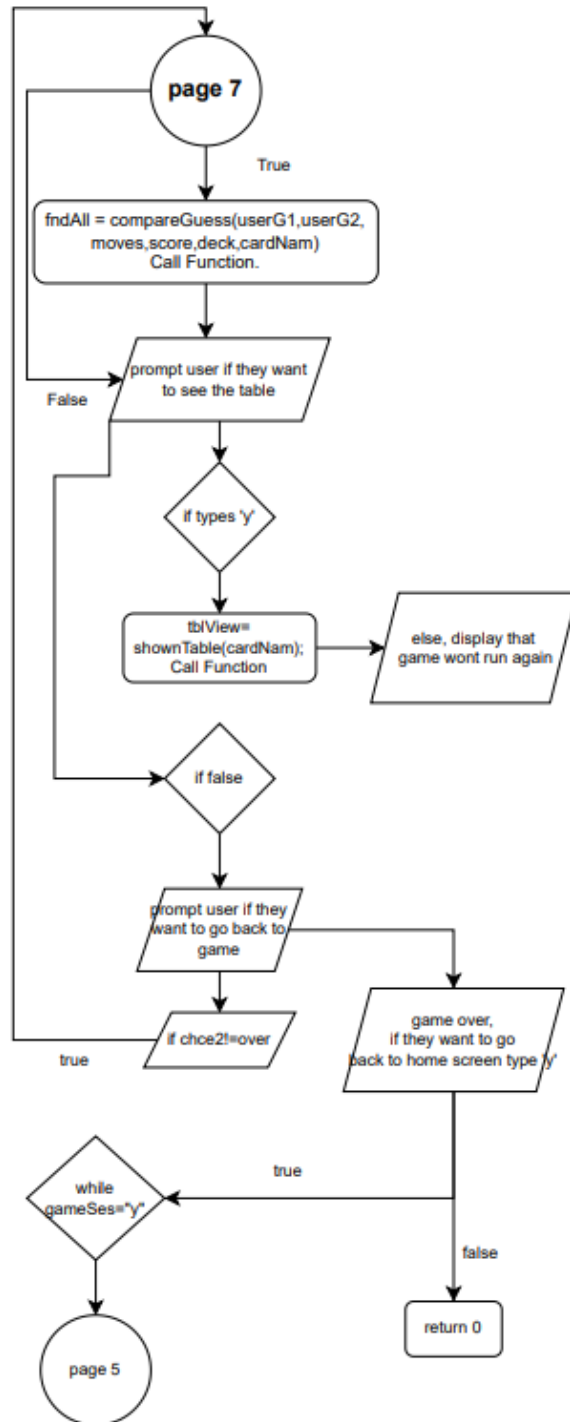 page 7
True
fndAll = compareGuess(userG1,userG2,
moves,score,deck,cardNam)
Call Function.
prompt user if they want
to see the table
False
if types 'y'
tblView=
shownTable(cardNam);
Call Function
else, display that
game wont run again
if false
prompt user if they
want to go back to
game
if chce2!=over
true
game over,
if they want to go
back to home screen type 'y'
true
while
gameSes="y"
false
return 0
page 5